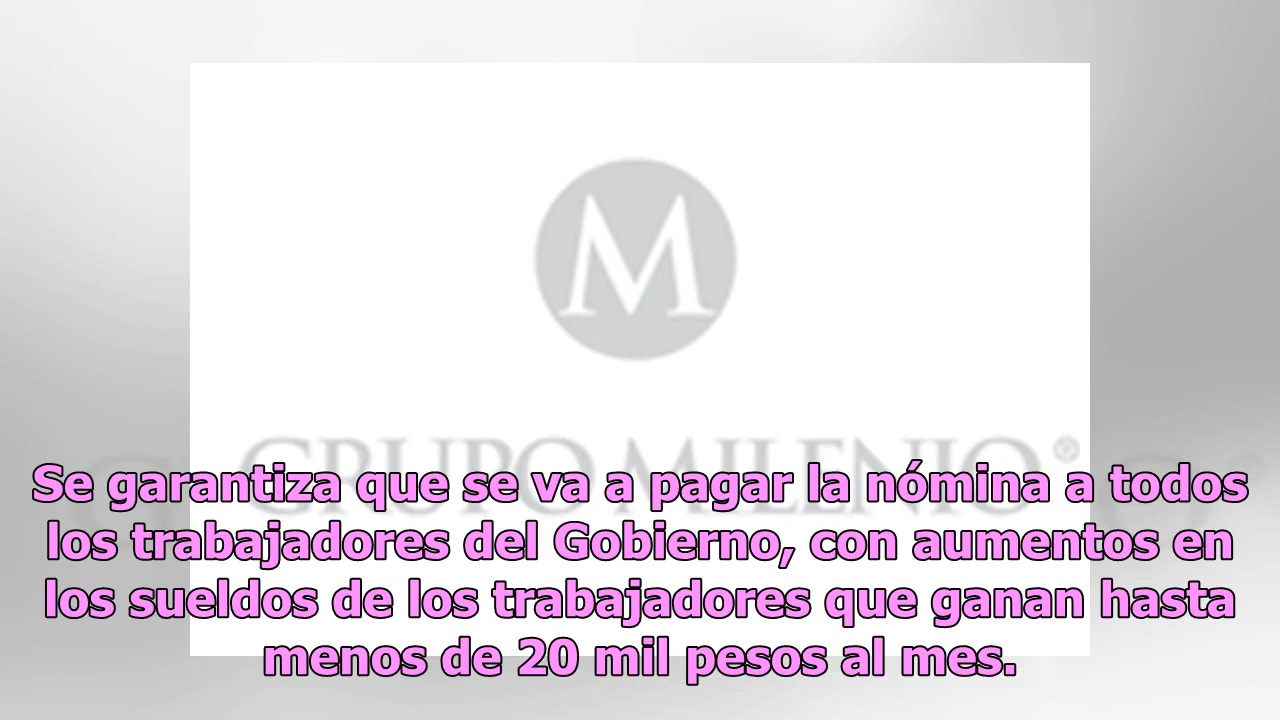 M
GRUPO MILENIO®
Se garantiza que se va a pagar la nómina a todos
los trabajadores del Gobierno, con aumentos en
los sueldos de los trabajadores que ganan hasta
menos de 20 mil pesos al mes.